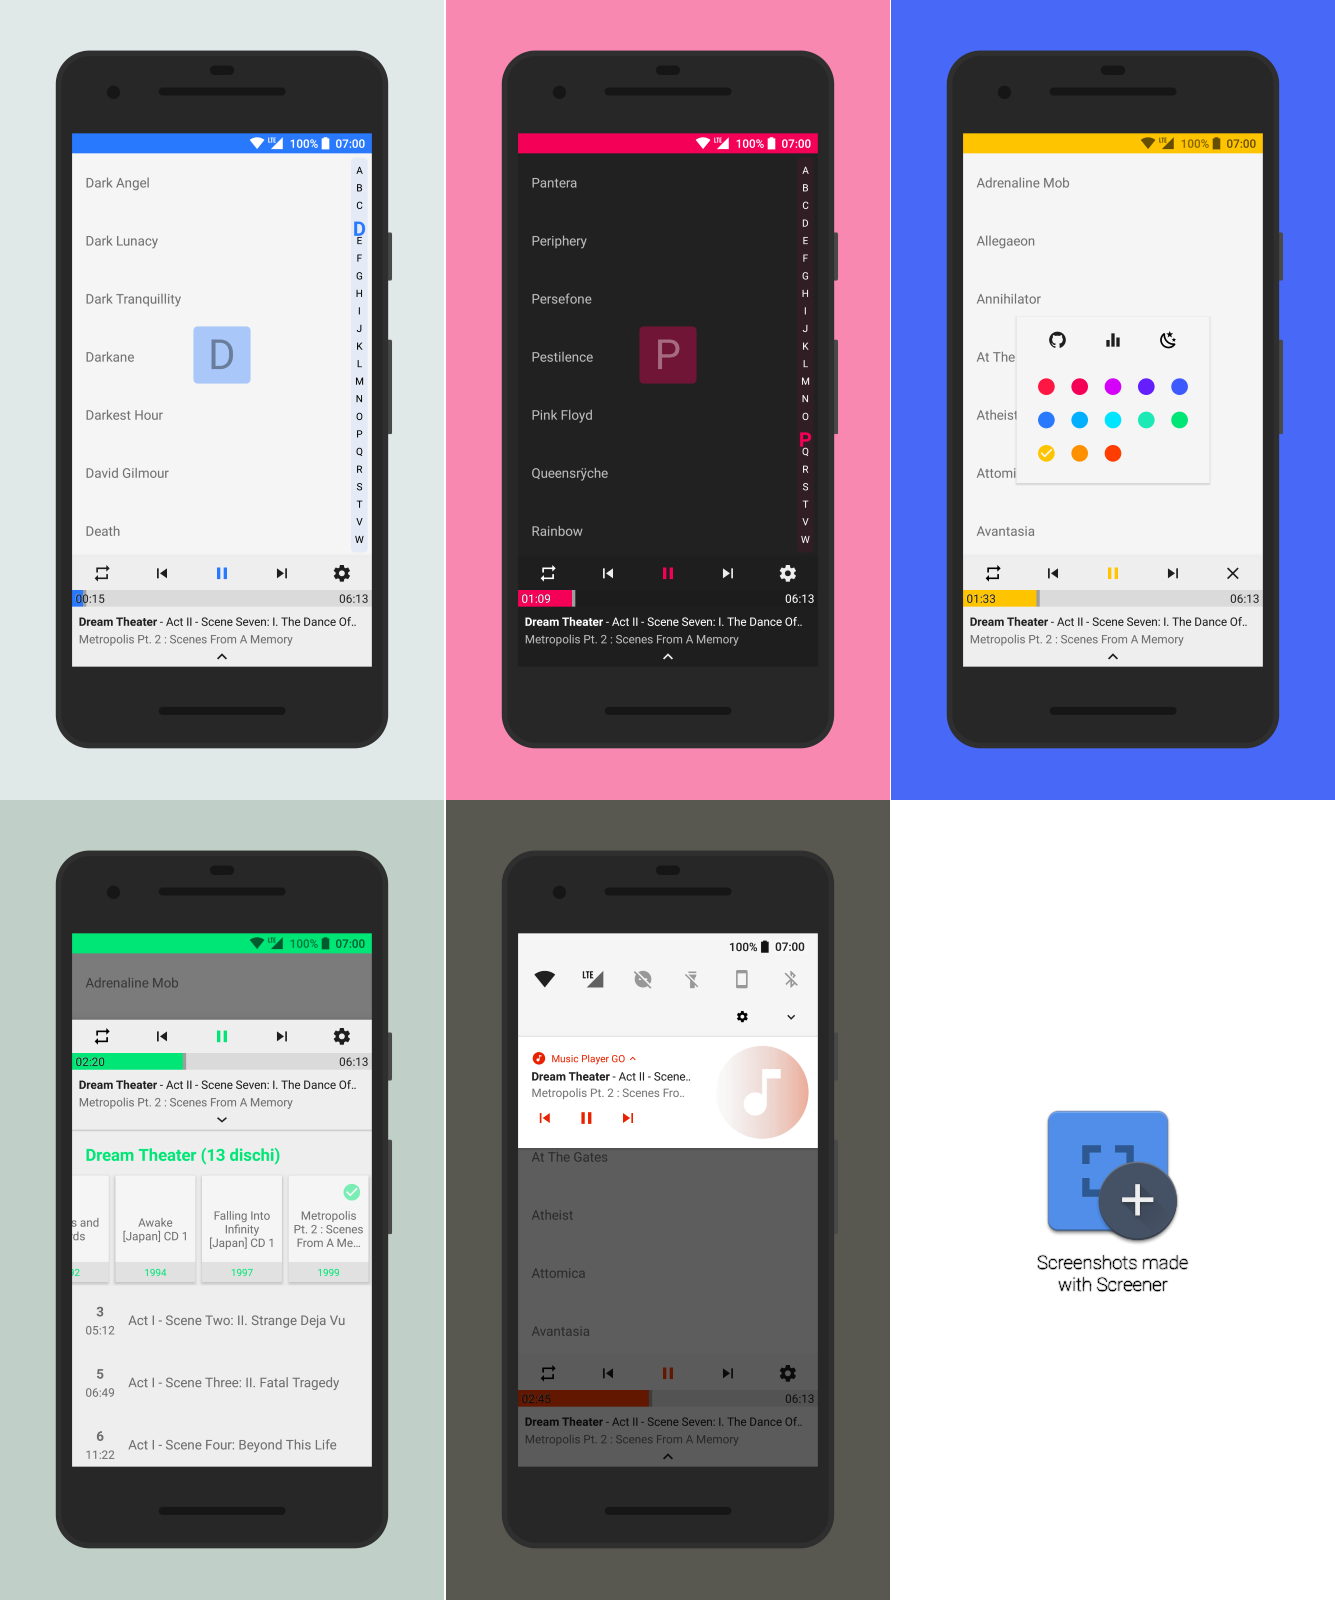 LTE 100% 07:00
Dark Angel
Dark Lunacy
Dark Tranquillity
Darkane
Darkest Hour
David Gilmour
Death
D
A
B
C
D
E
F
G
H
I
J
K
L
M
N
O
P
Q
R
S
T
V
W
00:15 06:13
Dream Theater - Act II - Scene Seven: I. The Dance Of..
Metropolis Pt. 2 : Scenes From A Memory
LTE 100% 07:00
Pantera
Periphery
Persefone
Pestilence
Pink Floyd
Queensrÿche
Rainbow
P
A
B
C
D
E
F
G
H
I
J
K
L
M
N
O
P
Q
R
S
T
V
W
01:09 06:13
Dream Theater - Act II - Scene Seven: I. The Dance Of..
Metropolis Pt. 2 : Scenes From A Memory
LTE 100% 07:00
Adrenaline Mob
Allegaeon
Annihilator
At The
Atheist
Attomi
Avantasia
01:33 06:13
Dream Theater - Act II - Scene Seven: I. The Dance Of..
Metropolis Pt. 2 : Scenes From A Memory
LTE 100% 07:00
Adrenaline Mob
02:20 06:13
Dream Theater - Act II - Scene Seven: I. The Dance Of..
Metropolis Pt. 2 : Scenes From A Memory
Dream Theater (13 dischi)
s and
rds
92
Awake
[Japan] CD 1
1994
Falling Into
Infinity
[Japan] CD 1
1997
Metropolis
Pt. 2 : Scenes
From A Me...
1999
3
05:12 Act I - Scene Two: II. Strange Deja Vu
5
06:49 Act I - Scene Three: II. Fatal Tragedy
6
11:22 Act I - Scene Four: Beyond This Life
100% 07:00
LTE
Music Player GO
Dream Theater - Act II - Scene..
Metropolis Pt. 2 : Scenes Fro..
At The Gates
Atheist
Attomica
Avantasia
02:45 06:13
Dream Theater - Act II - Scene Seven: I. The Dance Of..
Metropolis Pt. 2 : Scenes From A Memory
Screenshots made
with Screener